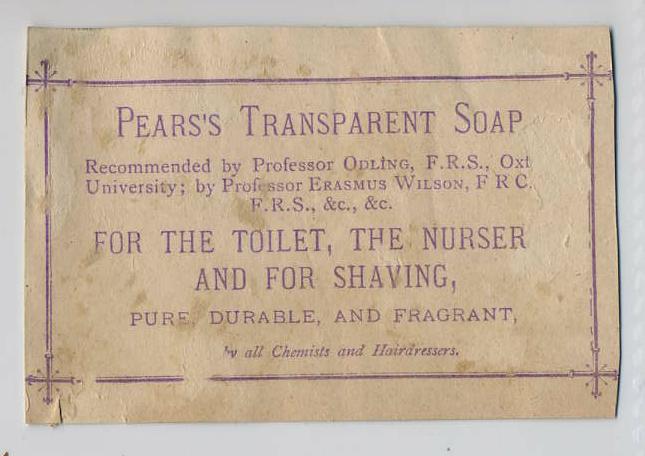 PEARS'S TRANSPARENT SOAP
Recommended by Professor ODLING, F.R.S., Oxf
University; by Professor ERASMUS WILSON, F R C.
F.R.S., &c., &c.
FOR THE TOILET, THE NURSER
AND FOR SHAVING,
PURE, DURABLE, AND FRAGRANT,
by all Chemists and Hairdressers.